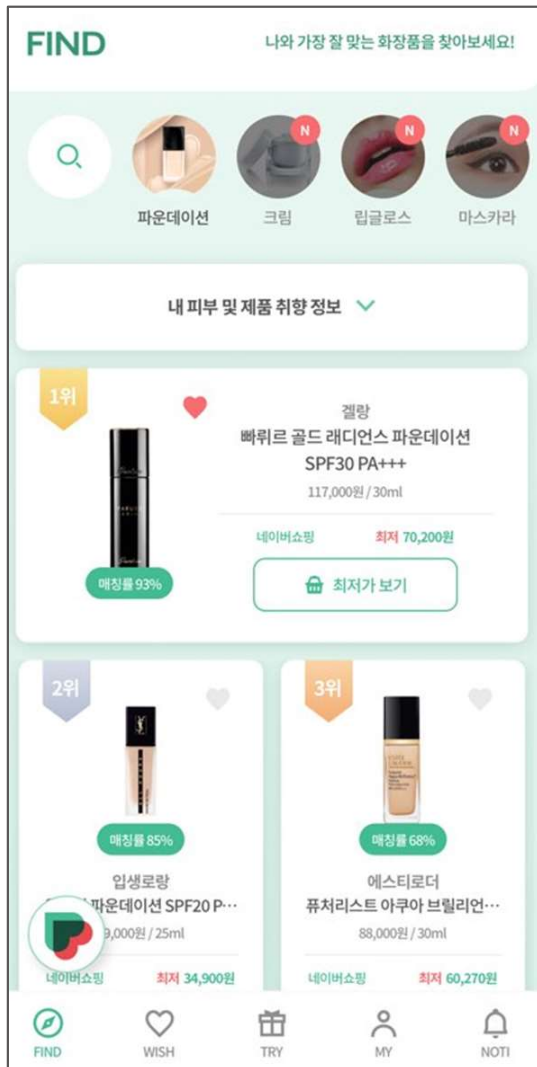 FIND
나와 가장 잘 맞는 화장품을 찾아보세요!
N
N
N
파운데이션
크림
립글로스
마스카라
내 피부 및 제품 취향 정보
1위
겔랑
빠뤼르 골드 래디언스 파운데이션
SPF30 PA+++
117,000원 / 30ml
네이버쇼핑
최저 70,200원
매칭률 93%
최저가 보기
2위
매칭률 85%
입생로랑
파운데이션 SPF20 P···
9,000원 / 25ml
네이버쇼핑
최저 34,900원
3위
매칭률 68%
에스티로더
퓨처리스트 아쿠아 브릴리언···
88,000원 / 30ml
네이버쇼핑
최저 60,270원
FIND
WISH
TRY
MY
NOTI